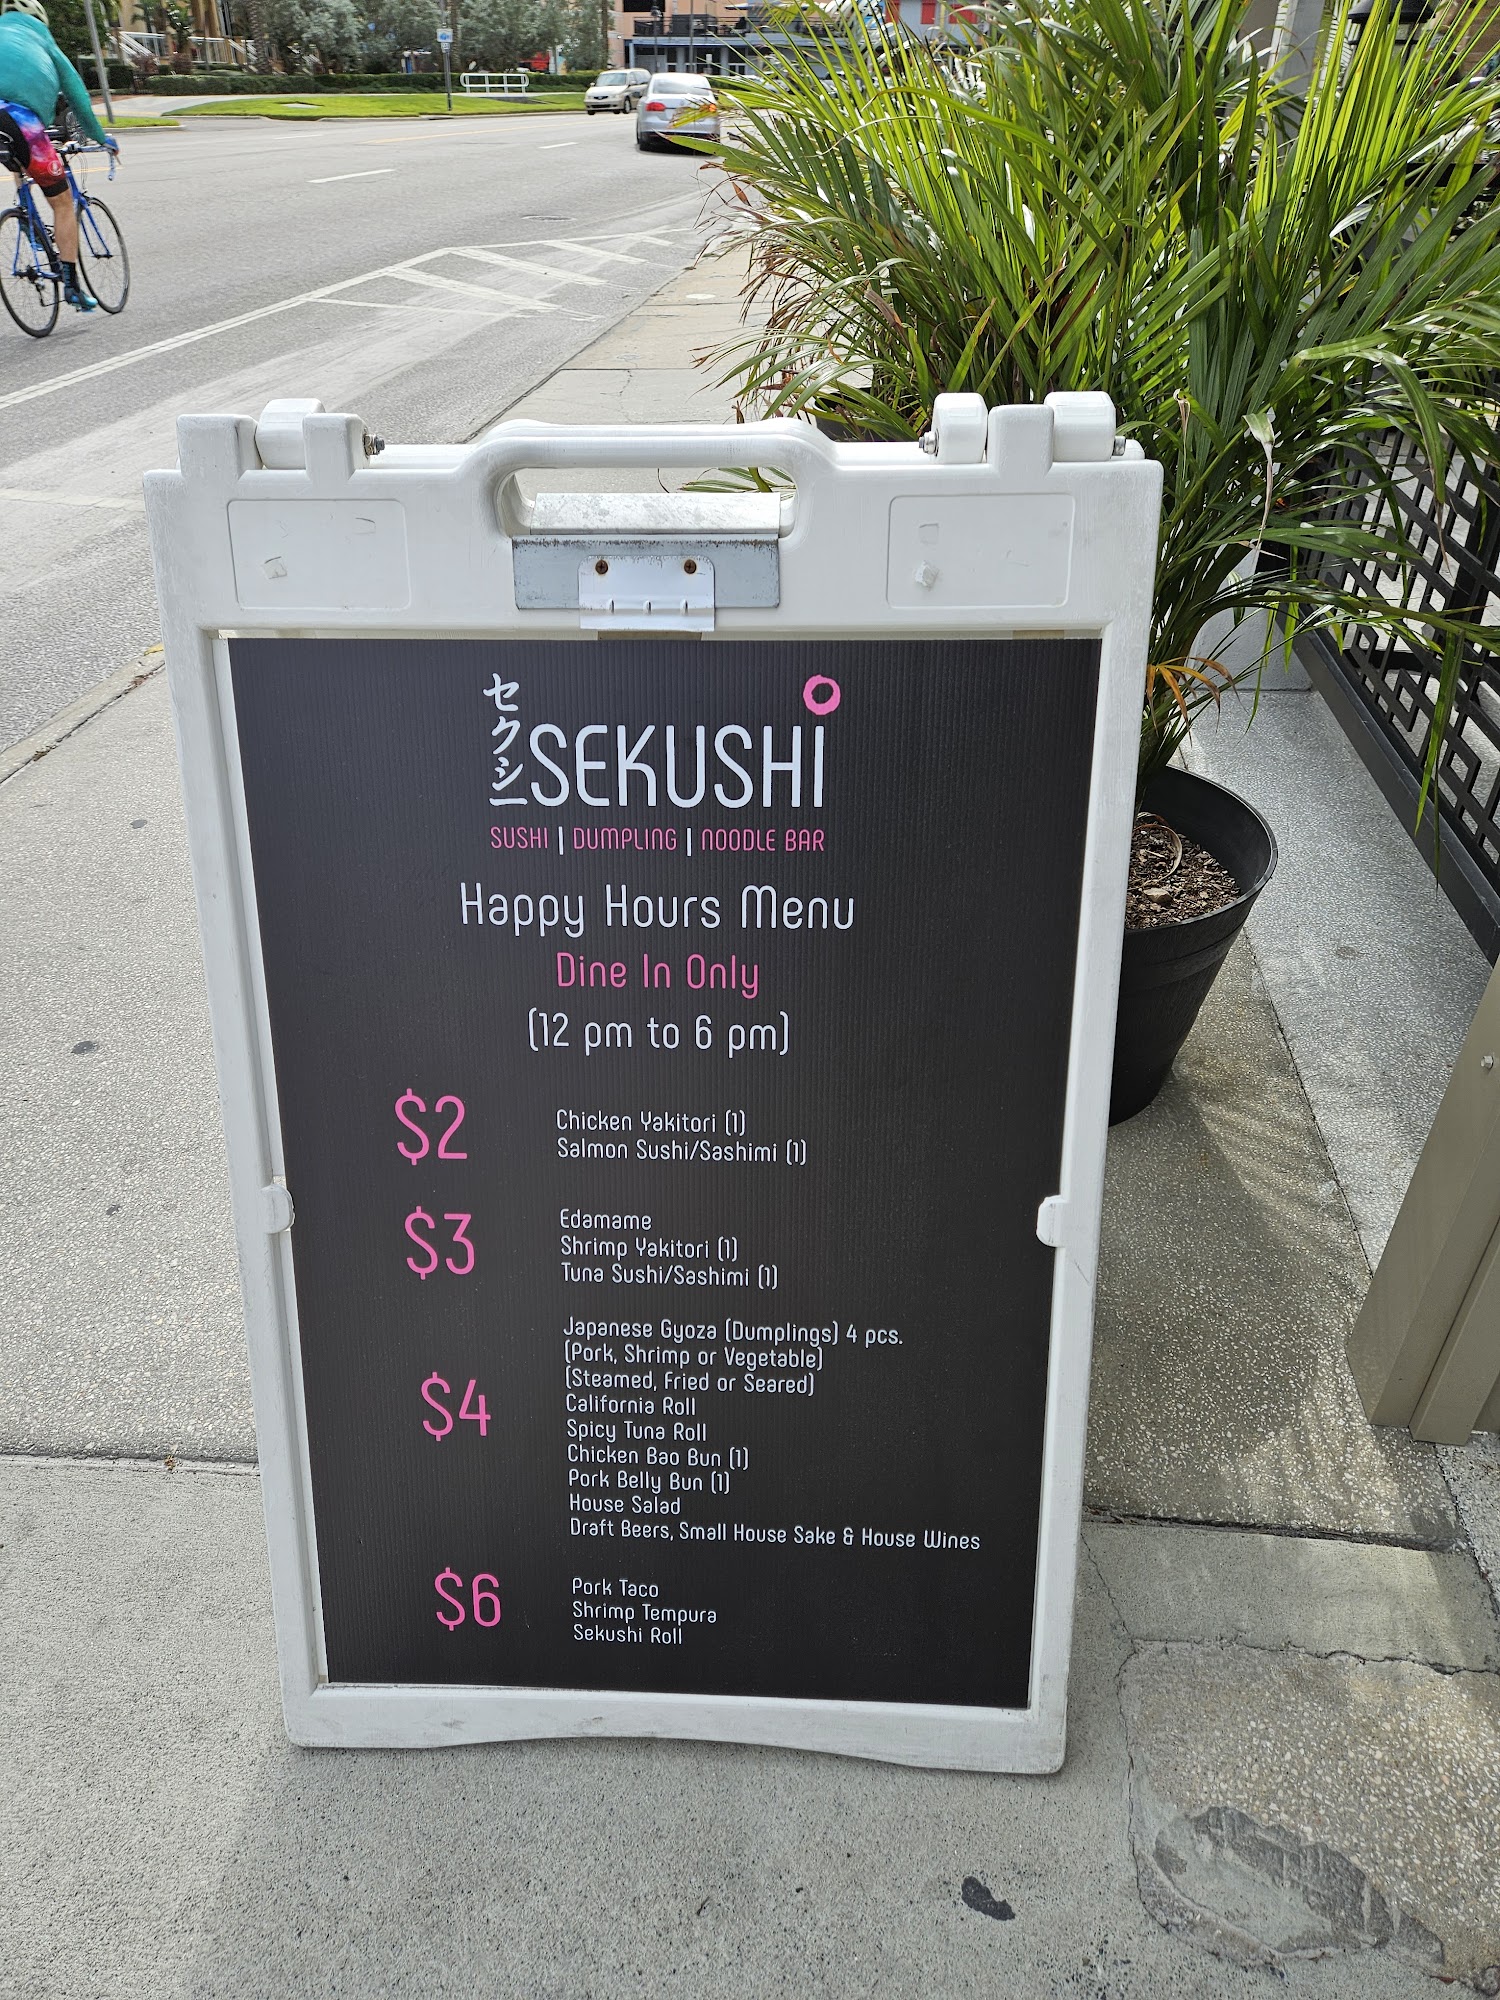 セクシー
SEKUSHI
SUSHI | DUMPLING | NOODLE BAR
Happy Hours Menu
Dine In Only
(12 pm to 6 pm)
$2
Chicken Yakitori (1)
Salmon Sushi/Sashimi (1)
$3
Edamame
Shrimp Yakitori (1)
Tuna Sushi/Sashimi (1)
$4
Japanese Gyoza (Dumplings) 4 pcs.
(Pork, Shrimp or Vegetable)
(Steamed, Fried or Seared)
California Roll
Spicy Tuna Roll
Chicken Bao Bun (1)
Pork Belly Bun (1)
House Salad
Draft Beers, Small House Sake & House Wines
$6
Pork Taco
Shrimp Tempura
Sekushi Roll